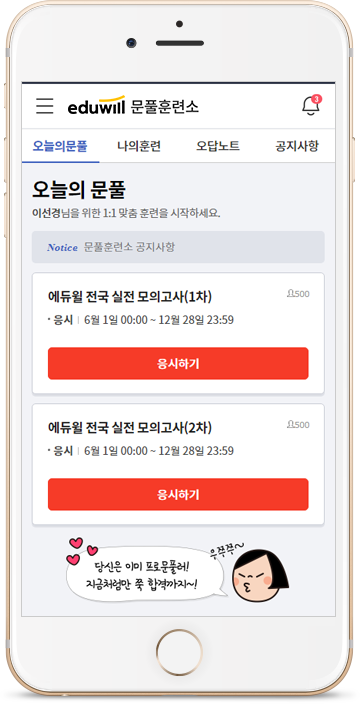 eduwill 문풀훈련소
3
오늘의문풀 나의훈련 오답노트 공지사항
오늘의 문풀
이선경님을 위한 1:1 맞춤 훈련을 시작하세요.
Notice 문풀훈련소 공지사항
에듀윌 전국 실전 모의고사(1차) 500
· 응시 | 6월 1일 00:00 ~ 12월 28일 23:59
응시하기
에듀윌 전국 실전 모의고사(2차) 500
· 응시 | 6월 1일 00:00 ~ 12월 28일 23:59
응시하기
우쭈쭈~
당신은 이미 프로문풀러!
지금처럼만 쭉 합격까지~!